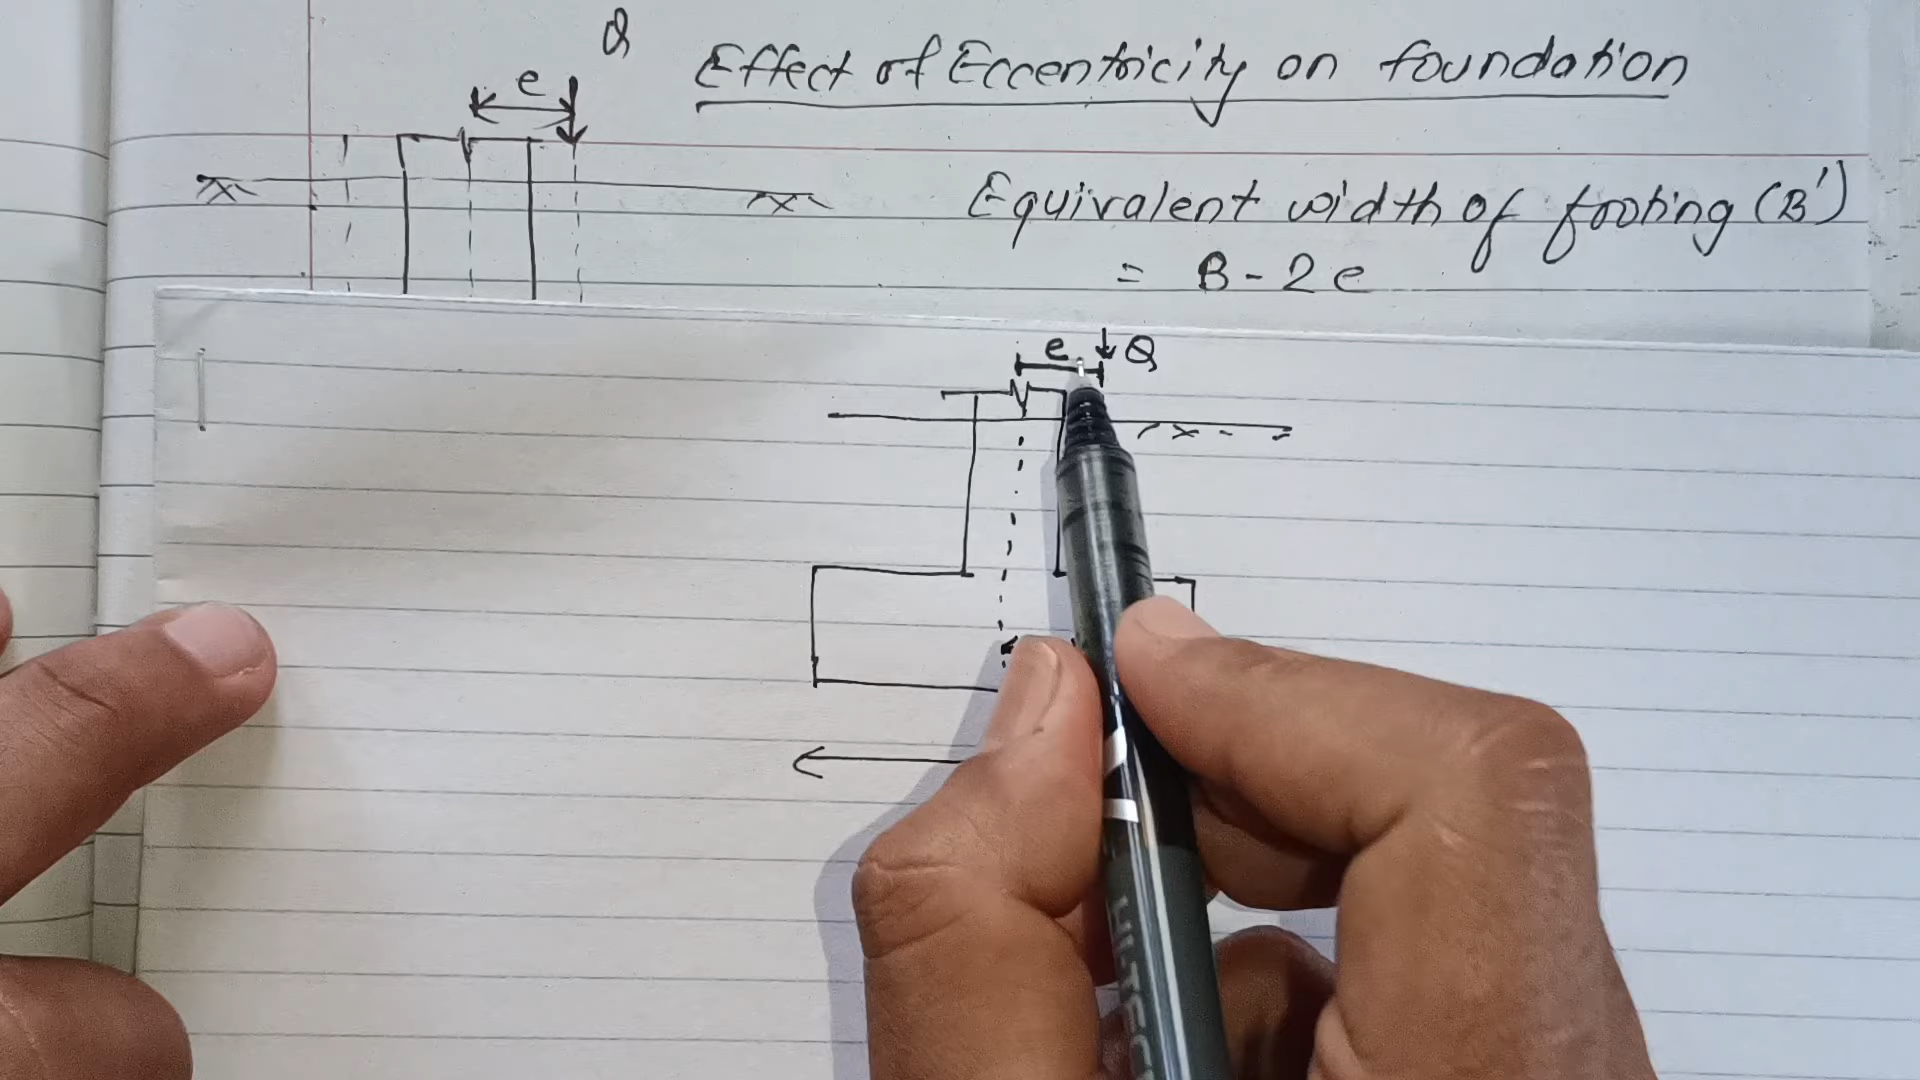 Q
Effect of Eccentricity on foundation
e
Equivalent width of footing (B')
= B - 2e
e
Q